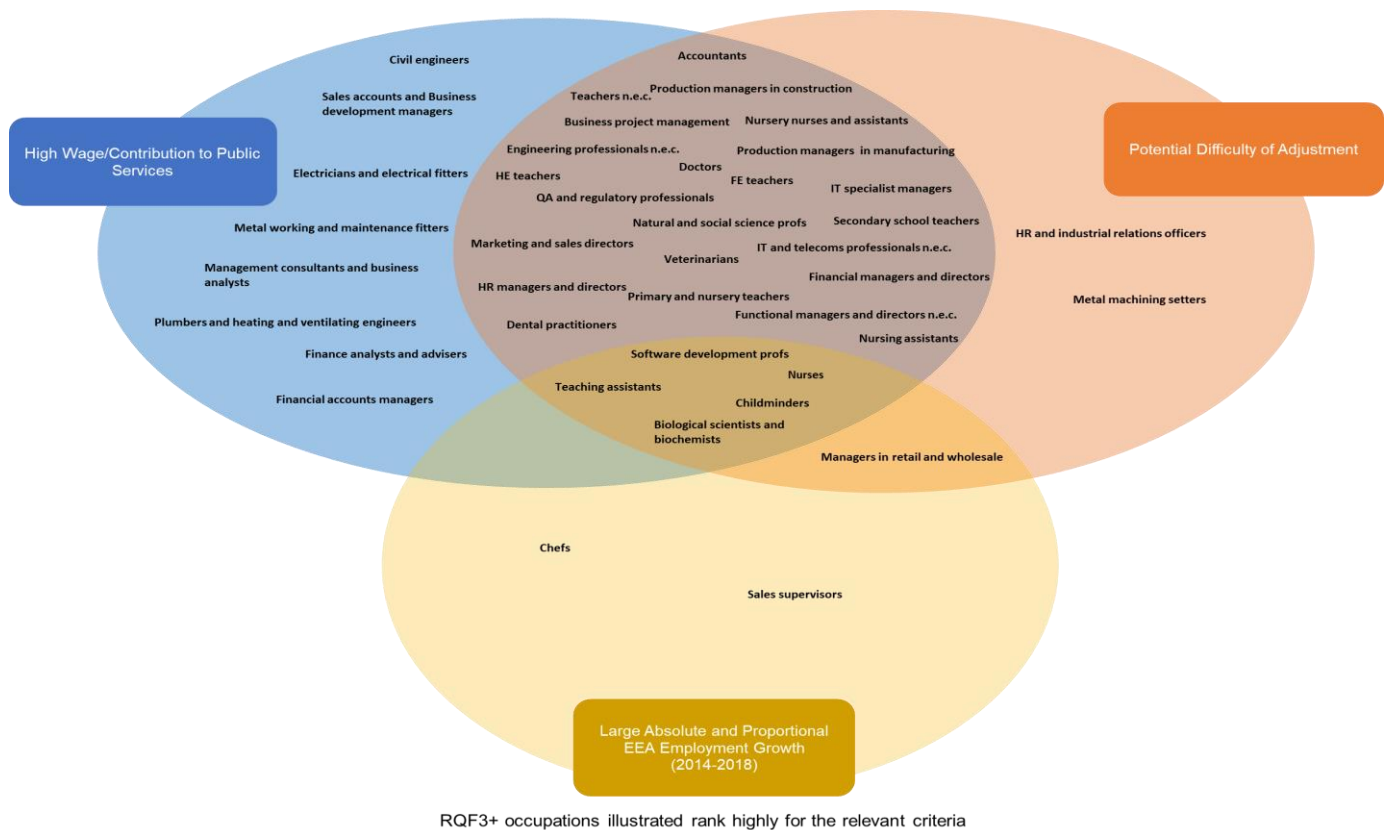 Civil engineers
Accountants
Sales accounts and Business
development managers
Teachers n.e.c.
Production managers in construction
Business project management
Nursery nurses and assistants
High Wage/Contribution to Public
Services
Potential Difficulty of Adjustment
Engineering professionals n.e.c.
Production managers in manufacturing
Doctors
Electricians and electrical fitters
HE teachers
FE teachers
IT specialist managers
QA and regulatory professionals
Metal working and maintenance fitters
Natural and social science profs
Secondary school teachers
HR and industrial relations officers
Marketing and sales directors
IT and telecoms professionals n.e.c.
Veterinarians
Management consultants and business
analysts
Financial managers and directors
HR managers and directors
Primary and nursery teachers
Metal machining setters
Functional managers and directors n.e.c.
Plumbers and heating and ventilating engineers
Dental practitioners
Nursing assistants
Finance analysts and advisers
Software development profs
Nurses
Teaching assistants
Financial accounts managers
Childminders
Biological scientists and
biochemists
Managers in retail and wholesale
Chefs
Sales supervisors
Large Absolute and Proportional
EEA Employment Growth
(2014-2018)
RQF3+ occupations illustrated rank highly for the relevant criteria